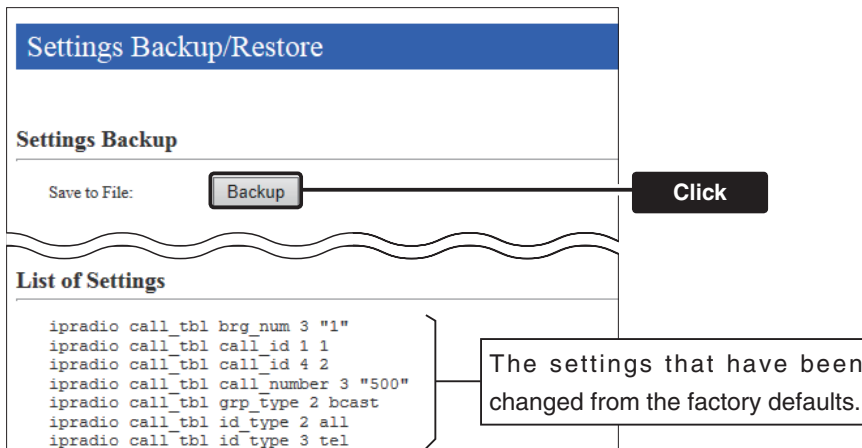 Settings Backup/Restore
Settings Backup
Save to File:
Backup
Click
List of Settings
ipradio call_tbl brg_num 3 "1"
ipradio call_tbl call_id 1 1
ipradio call_tbl call_id 4 2
ipradio call_tbl call_number 3 "500"
ipradio call_tbl grp_type 2 bcast
ipradio call_tbl id_type 2 all
ipradio call_tbl id_type 3 tel
The settings that have been
changed from the factory defaults.